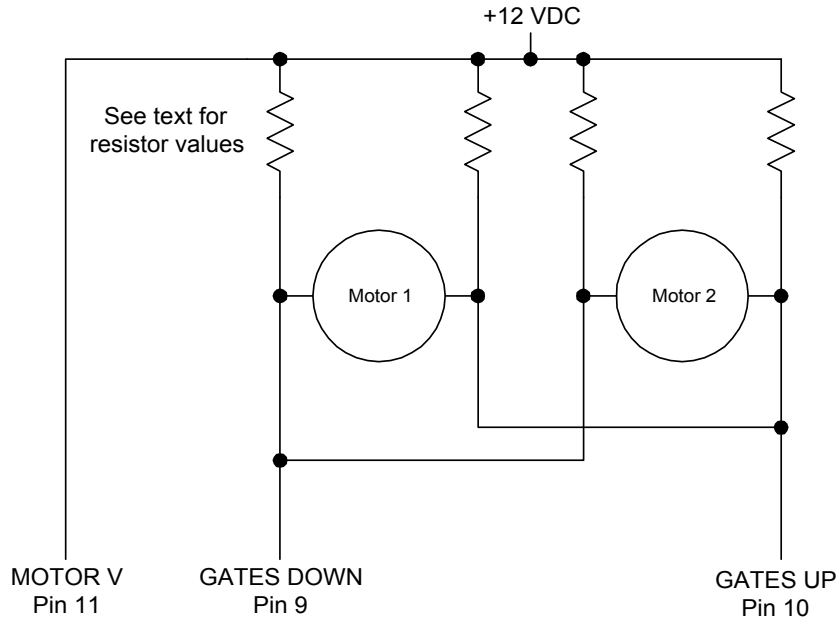 +12 VDC
See text for
resistor values
Motor 1
Motor 2
MOTOR V
Pin 11
GATES DOWN
Pin 9
GATES UP
Pin 10